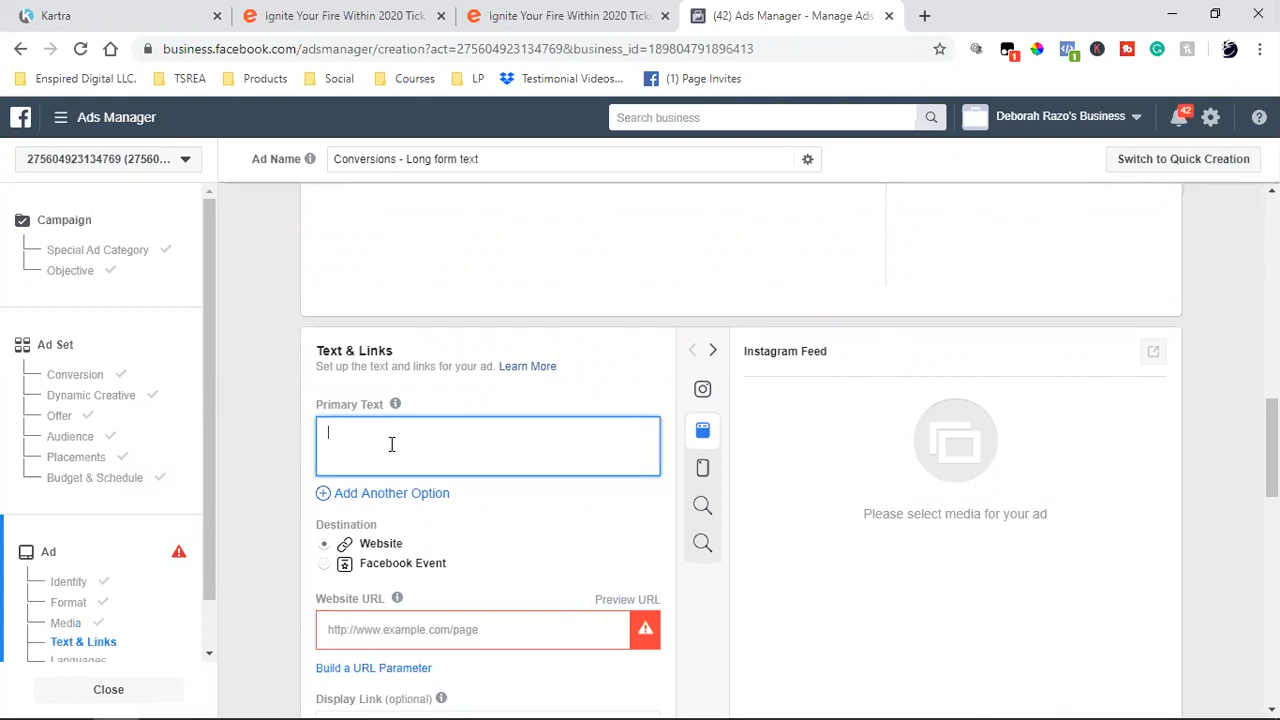 Kartra
Ignite Your Fire Within 2020 Ticke
Ignite Your Fire Within 2020 Ticke
(42) Ads Manager - Manage Ads
business.facebook.com/adsmanager/creation?act=275604923134769&business_id=189804791896413
1
1
Enspired Digital LLC.
TSREA
Products
Social
Courses
LP
Testimonial Videos...
(1) Page Invites
Ads Manager
Search business
Deborah Razo's Business
42
275604923134769 (27560...
Ad Name
Conversions - Long form text
Switch to Quick Creation
Campaign
Special Ad Category
Objective
Ad Set
Conversion
Dynamic Creative
Offer
Audience
Placements
Budget & Schedule
Ad
Identity
Format
Media
Text & Links
Languages
Close
Text & Links
Set up the text and links for your ad. Learn More
Primary Text
Add Another Option
Destination
Website
Facebook Event
Website URL
Preview URL
http://www.example.com/page
Build a URL Parameter
Display Link (optional)
Instagram Feed
Please select media for your ad